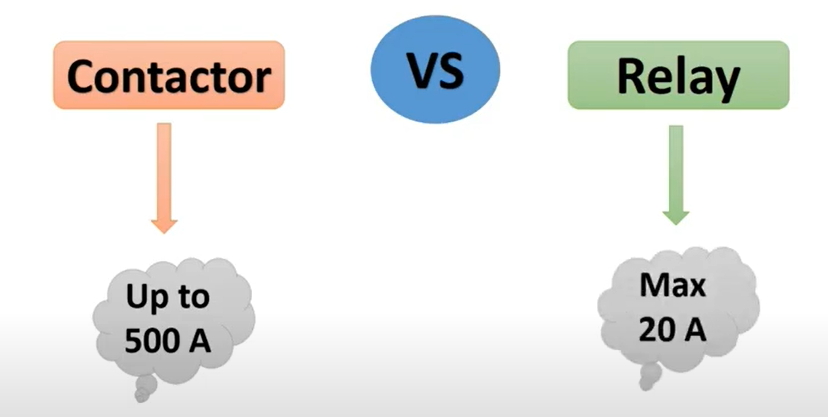 Contactor
VS
Relay
Up to
500 A
Max
20 A